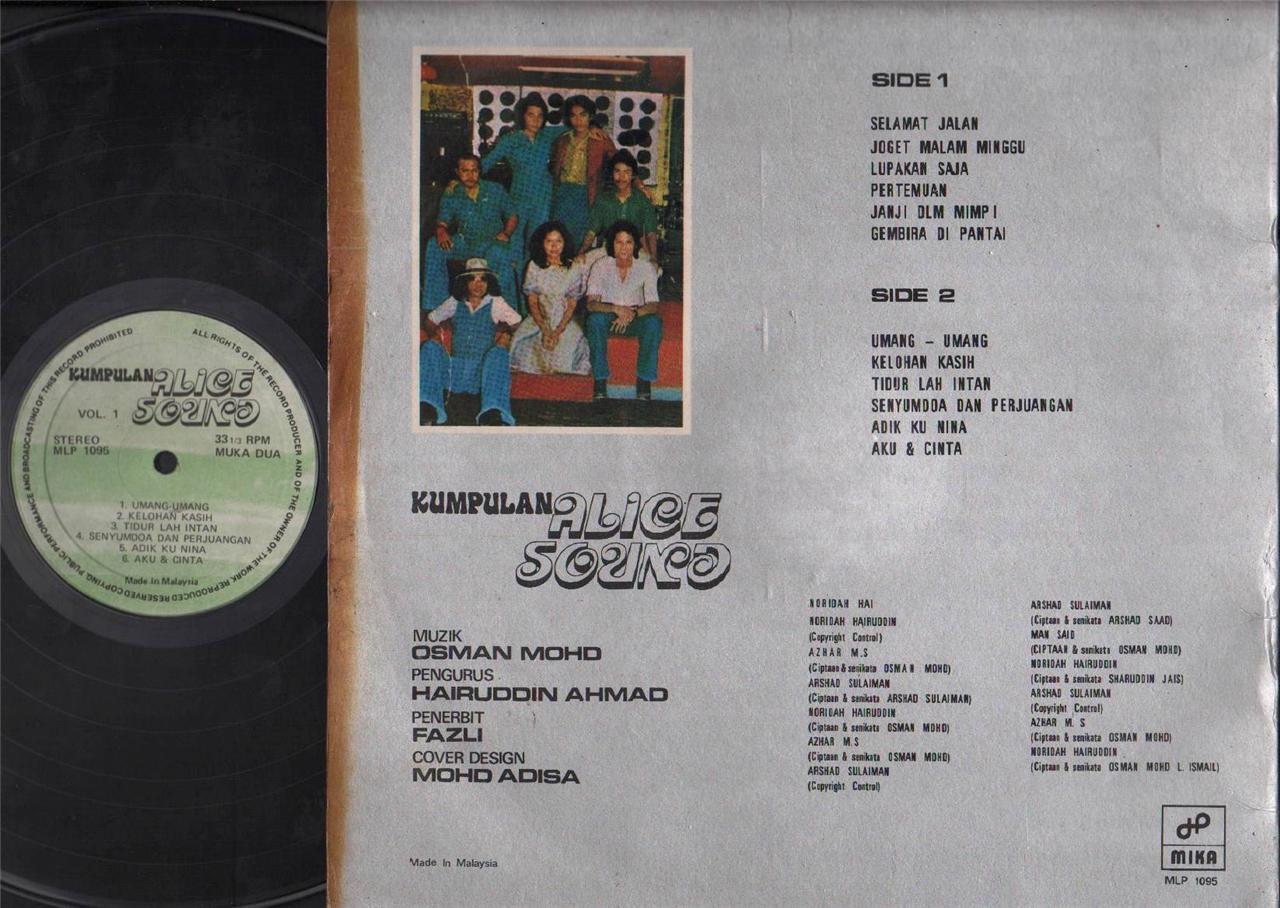 ALL RIGHTS OF THE RECORD PRODUCER AND OF THE OWNER OF THE WORK REPRODUCED RESERVED COPYING, PUBLIC PERFORMANCE AND BROADCASTING OF THIS RECORD PROHIBITED
KUMPULAN ALICE
SOUND
VOL. 1
STEREO
MLP 1095
33 1/3 RPM
MUKA DUA
1. UMANG-UMANG
2. KELOHAN KASIH
3. TIDUR LAH INTAN
4. SENYUMDOA DAN PERJUANGAN
5. ADIK KU NINA
6. AKU & CINTA
Made In Malaysia
SIDE 1
SELAMAT JALAN
JOGET MALAM MINGGU
LUPAKAN SAJA
PERTEMUAN
JANJI DLM MIMPI
GEMBIRA DI PANTAI
SIDE 2
UMANG - UMANG
KELOHAN KASIH
TIDUR LAH INTAN
SENYUMDOA DAN PERJUANGAN
ADIK KU NINA
AKU & CINTA
KUMPULAN ALICE
SOUND
MUZIK
OSMAN MOHD
PENGURUS
HAIRUDDIN AHMAD
PENERBIT
FAZLI
COVER DESIGN
MOHD ADISA
Made In Malaysia
NORIDAH HAI
NORIDAH HAIRUDDIN
(Copyright Control)
AZHAR M.S
(Ciptaan & senikata OSMAN MOHD)
ARSHAD SULAIMAN
(Ciptaan & senikata ARSHAD SULAIMAN)
NORIDAH HAIRUDDIN
(Ciptaan & senikata OSMAN MOHD)
AZHAR M.S
(Ciptaan & senikata OSMAN MOHD)
ARSHAD SULAIMAN
(Copyright Control)
ARSHAD SULAIMAN
(Ciptaan & senikata ARSHAD SAAD)
MAN SAID
(CIPTAAN & senikata OSMAN MOHD)
NORIDAH HAIRUDDIN
(Ciptaan & senikata SHARUDDIN JAIS)
ARSHAD SULAIMAN
(Copyright Control)
AZHAR M. S
(Ciptaan & senikata OSMAN MOHD)
NORIDAH HAIRUDDIN
(Ciptaan & senikata OSMAN MOHD L. ISMAIL)
MIKA
MLP 1095